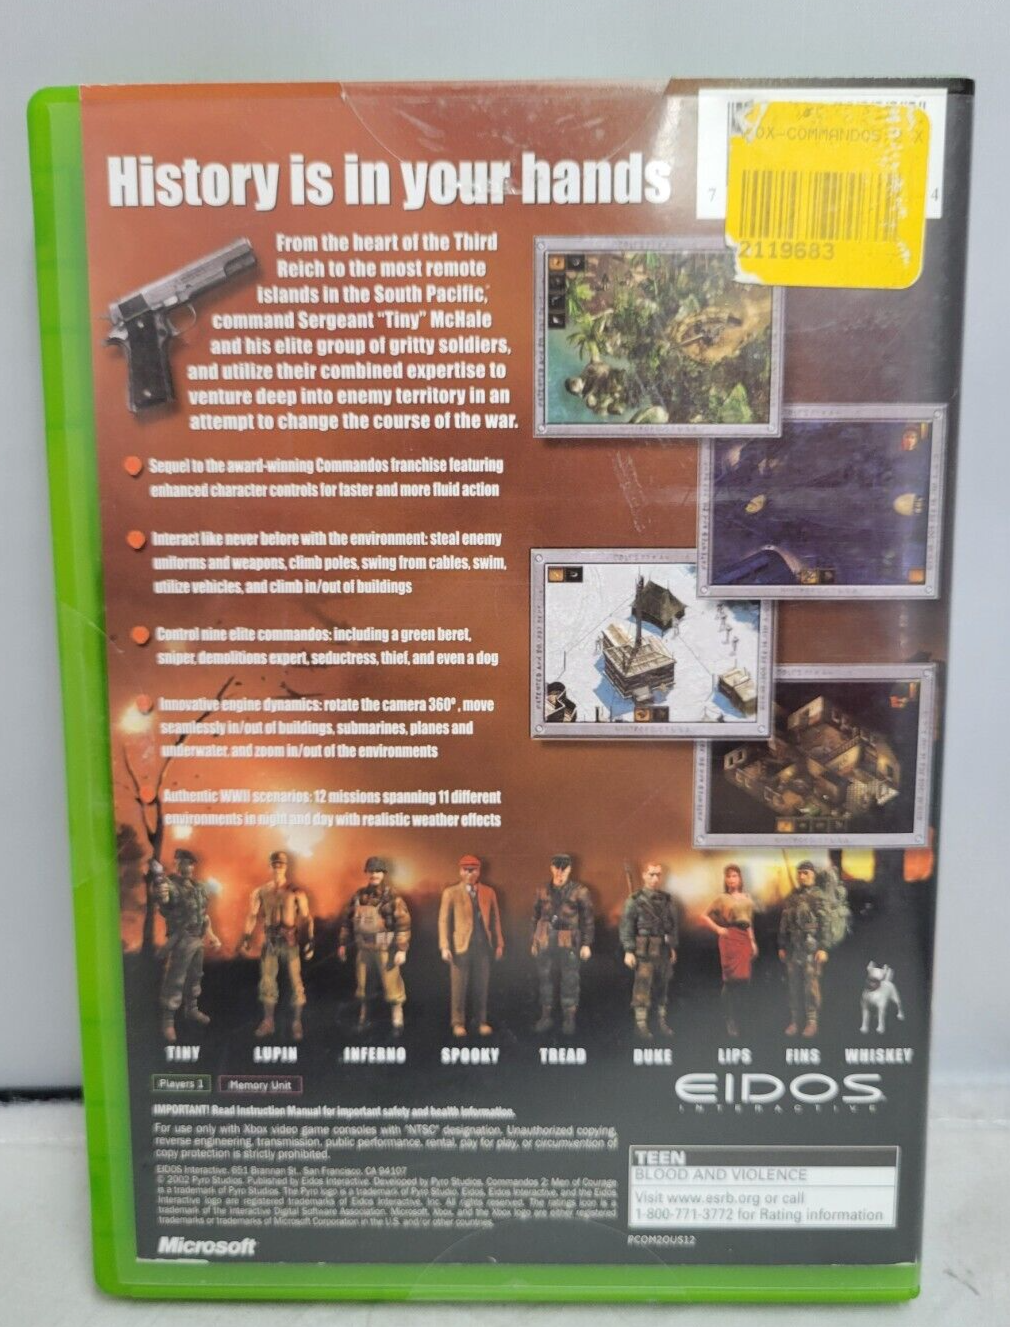 OX-COMMANDOS
X
7
4
2119683
History is in your hands
From the heart of the Third
Reich to the most remote
islands in the South Pacific,
command Sergeant "Tiny" McHale
and his elite group of gritty soldiers,
and utilize their combined expertise to
venture deep into enemy territory in an
attempt to change the course of the war.
Sequel to the award-winning Commandos franchise featuring
enhanced character controls for faster and more fluid action
Interact like never before with the environment: steal enemy
uniforms and weapons, climb poles, swing from cables, swim,
utilize vehicles, and climb in/out of buildings
Control nine elite commandos: including a green beret,
sniper, demolitions expert, seductress, thief, and even a dog
Innovative engine dynamics: rotate the camera 360°, move
seamlessly in/out of buildings, submarines, planes and
underwater, and zoom in/out of the environments
Authentic WWII scenarios: 12 missions spanning 11 different
environments in night and day with realistic weather effects
TINY LUPIN INFERNO SPOOKY TREAD DUKE LIPS FINS WHISKEY
Players 1 Memory Unit
EIDOS
INTERACTIVE
IMPORTANT! Read Instruction Manual for important safety and health information.
For use only with Xbox video game consoles with "NTSC" designation. Unauthorized copying,
reverse engineering, transmission, public performance, rental, pay for play, or circumvention of
copy protection is strictly prohibited.
EIDOS Interactive. 651 Brannan St., San Francisco, CA 94107
© 2002 Pyro Studios. Published by Eidos Interactive. Developed by Pyro Studios. Commandos 2: Men of Courage
is a trademark of Pyro Studios. The Pyro logo is a trademark of Pyro Studios. Eidos, Eidos Interactive, and the Eidos
Interactive logo are registered trademarks of Eidos Interactive, Inc. All rights reserved. The ratings icon is a
trademark of the Interactive Digital Software Association. Microsoft, Xbox, and the Xbox logo are either registered
trademarks or trademarks of Microsoft Corporation in the U.S. and/or other countries.
Microsoft
TEEN
BLOOD AND VIOLENCE
Visit www.esrb.org or call
1-800-771-3772 for Rating information
PCOM2OUS12